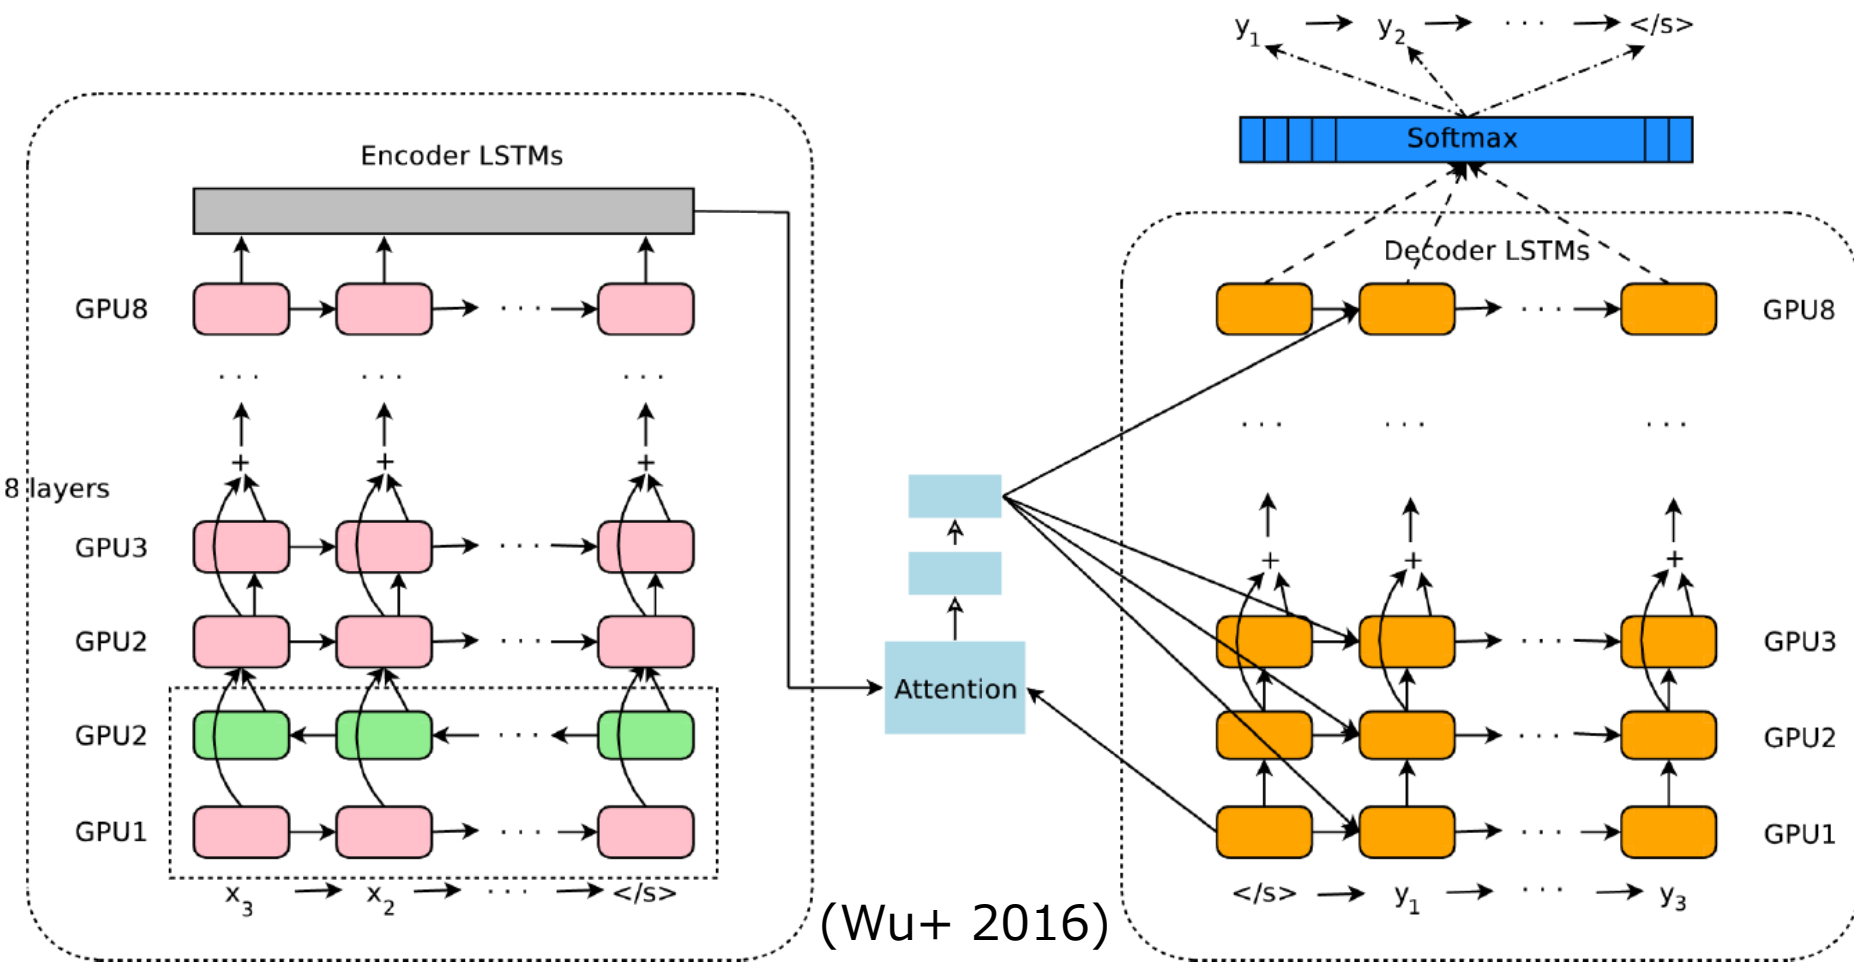 y1 y2 ... </s>
Softmax
Encoder LSTMs
Decoder LSTMs
GPU8
...
GPU8
... ... ...
... ... ...
+ + +
8 layers
GPU3
...
+ + +
GPU2
...
GPU3
...
Attention
GPU2
...
GPU2
...
GPU1
...
GPU1
...
x3 x2 ... </s>
</s> y1 ... y3
(Wu+ 2016)